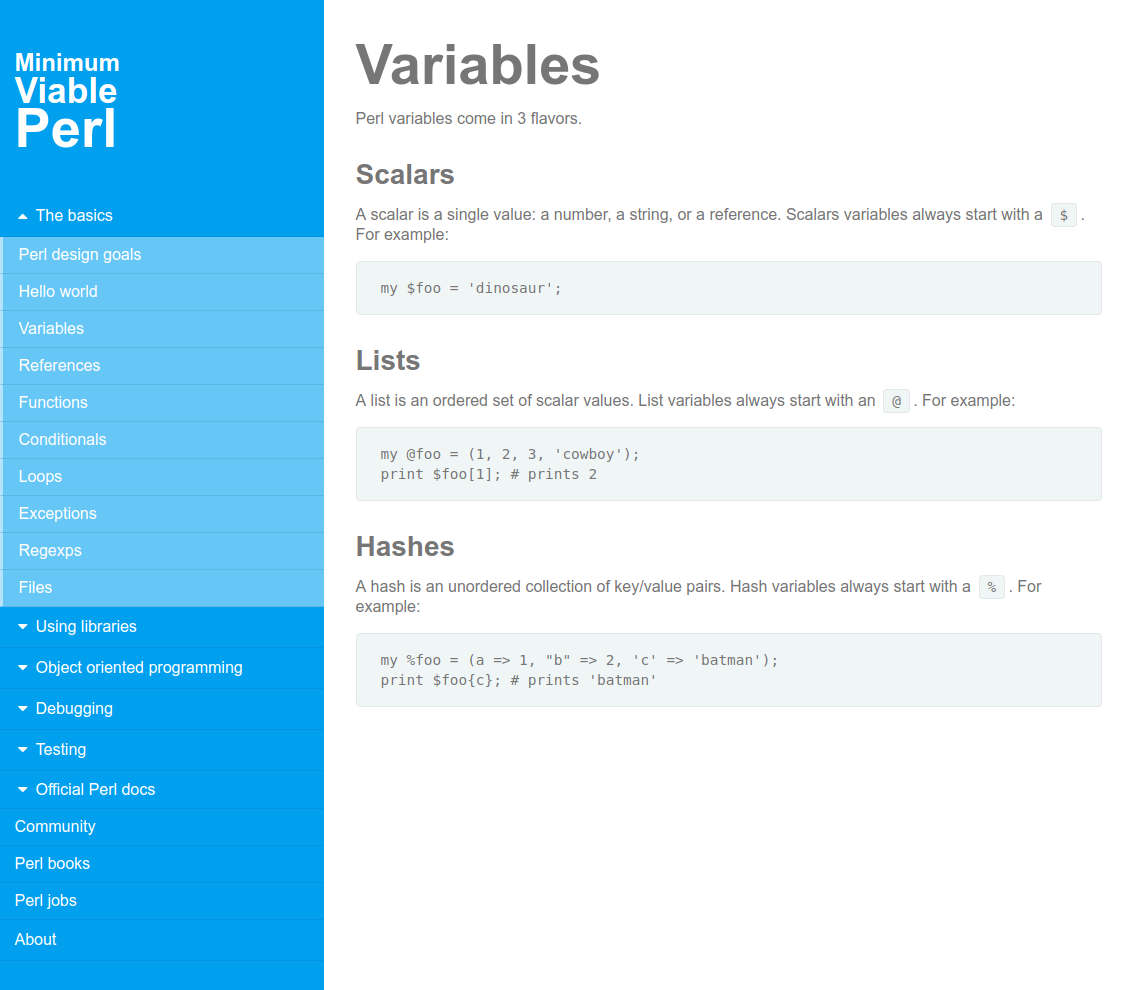 Minimum
Viable
Perl
The basics
Perl design goals
Hello world
Variables
References
Functions
Conditionals
Loops
Exceptions
Regexps
Files
Using libraries
Object oriented programming
Debugging
Testing
Official Perl docs
Community
Perl books
Perl jobs
About
Variables
Perl variables come in 3 flavors.
Scalars
A scalar is a single value: a number, a string, or a reference. Scalars variables always start with a $ .
For example:
my $foo = 'dinosaur';
Lists
A list is an ordered set of scalar values. List variables always start with an @ . For example:
my @foo = (1, 2, 3, 'cowboy');
print $foo[1]; # prints 2
Hashes
A hash is an unordered collection of key/value pairs. Hash variables always start with a % . For
example:
my %foo = (a => 1, "b" => 2, 'c' => 'batman');
print $foo{c}; # prints 'batman'